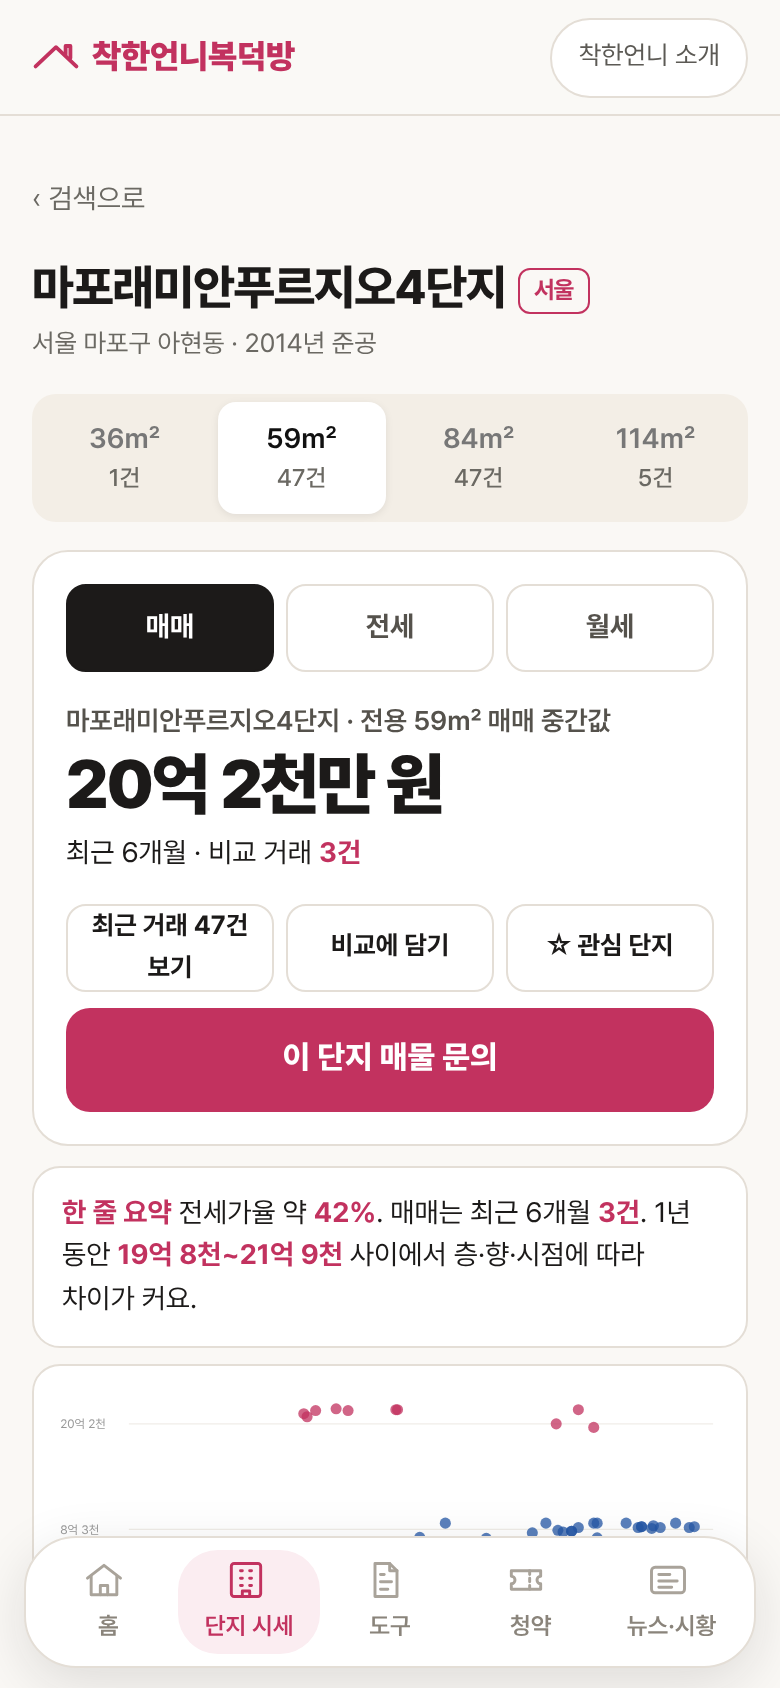 착한언니복덕방
착한언니 소개
‹ 검색으로
마포래미안푸르지오4단지 서울
서울 마포구 아현동 · 2014년 준공
36m² 59m² 84m² 114m²
1건 47건 47건 5건
매매 전세 월세
마포래미안푸르지오4단지 · 전용 59m² 매매 중간값
20억 2천만 원
최근 6개월 · 비교 거래 3건
최근 거래 47건
보기
비교에 담기
☆ 관심 단지
이 단지 매물 문의
한 줄 요약 전세가율 약 42%. 매매는 최근 6개월 3건. 1년
동안 19억 8천~21억 9천 사이에서 층·향·시점에 따라
차이가 커요.
20억 2천
8억 3천
홈 단지 시세 도구 청약 뉴스·시황